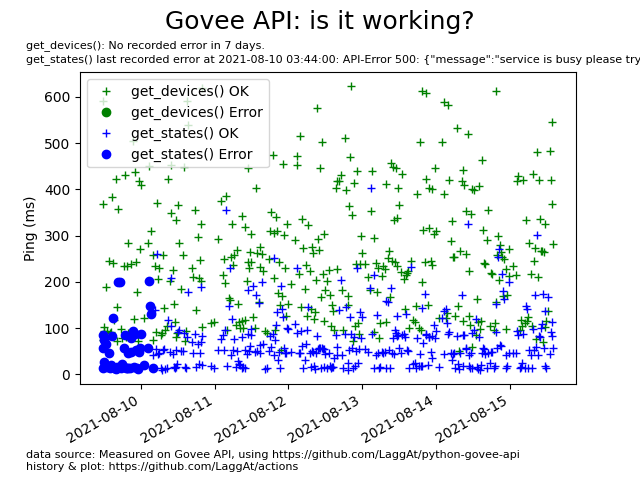 Govee API: is it working?
get_devices(): No recorded error in 7 days.
get_states() last recorded error at 2021-08-10 03:44:00: API-Error 500: {"message":"service is busy please try
get_devices() OK
get_devices() Error
get_states() OK
get_states() Error
Ping (ms)
600
500
400
300
200
100
0
2021-08-10
2021-08-11
2021-08-12
2021-08-13
2021-08-14
2021-08-15
data source: Measured on Govee API, using https://github.com/LaggAt/python-govee-api
history & plot: https://github.com/LaggAt/actions